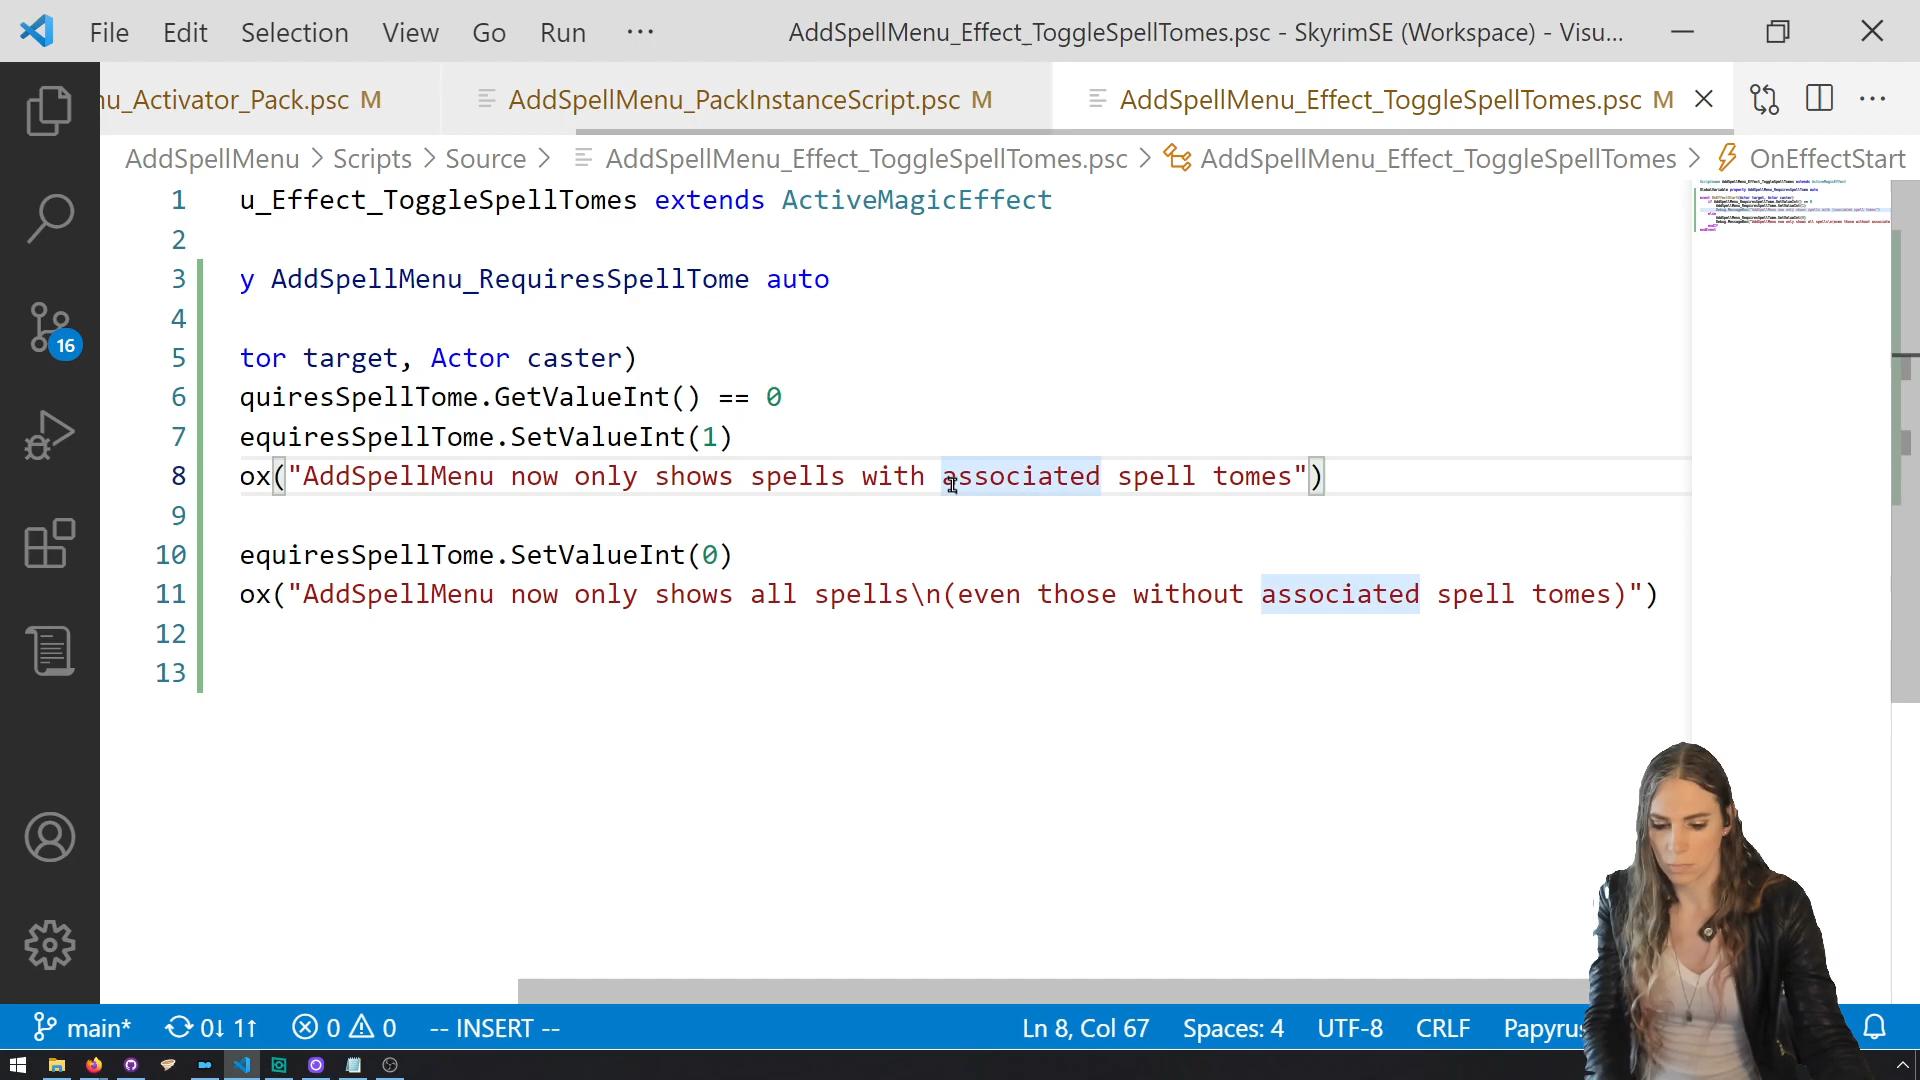 File Edit Selection View Go Run ··· AddSpellMenu_Effect_ToggleSpellTomes.psc - SkyrimSE (Workspace) - Visu...
nu_Activator_Pack.psc M AddSpellMenu_PackInstanceScript.psc M AddSpellMenu_Effect_ToggleSpellTomes.psc M
AddSpellMenu > Scripts > Source > AddSpellMenu_Effect_ToggleSpellTomes.psc > AddSpellMenu_Effect_ToggleSpellTomes > OnEffectStart
1 u_Effect_ToggleSpellTomes extends ActiveMagicEffect
2
3 y AddSpellMenu_RequiresSpellTome auto
4
5 tor target, Actor caster)
6 quiresSpellTome.GetValueInt() == 0
7 equiresSpellTome.SetValueInt(1)
8 ox("AddSpellMenu now only shows spells with associated spell tomes")
9
10 equiresSpellTome.SetValueInt(0)
11 ox("AddSpellMenu now only shows all spells\n(even those without associated spell tomes)")
12
13
16
main* 0↓ 1↑ 0 0 -- INSERT -- Ln 8, Col 67 Spaces: 4 UTF-8 CRLF Papyrus